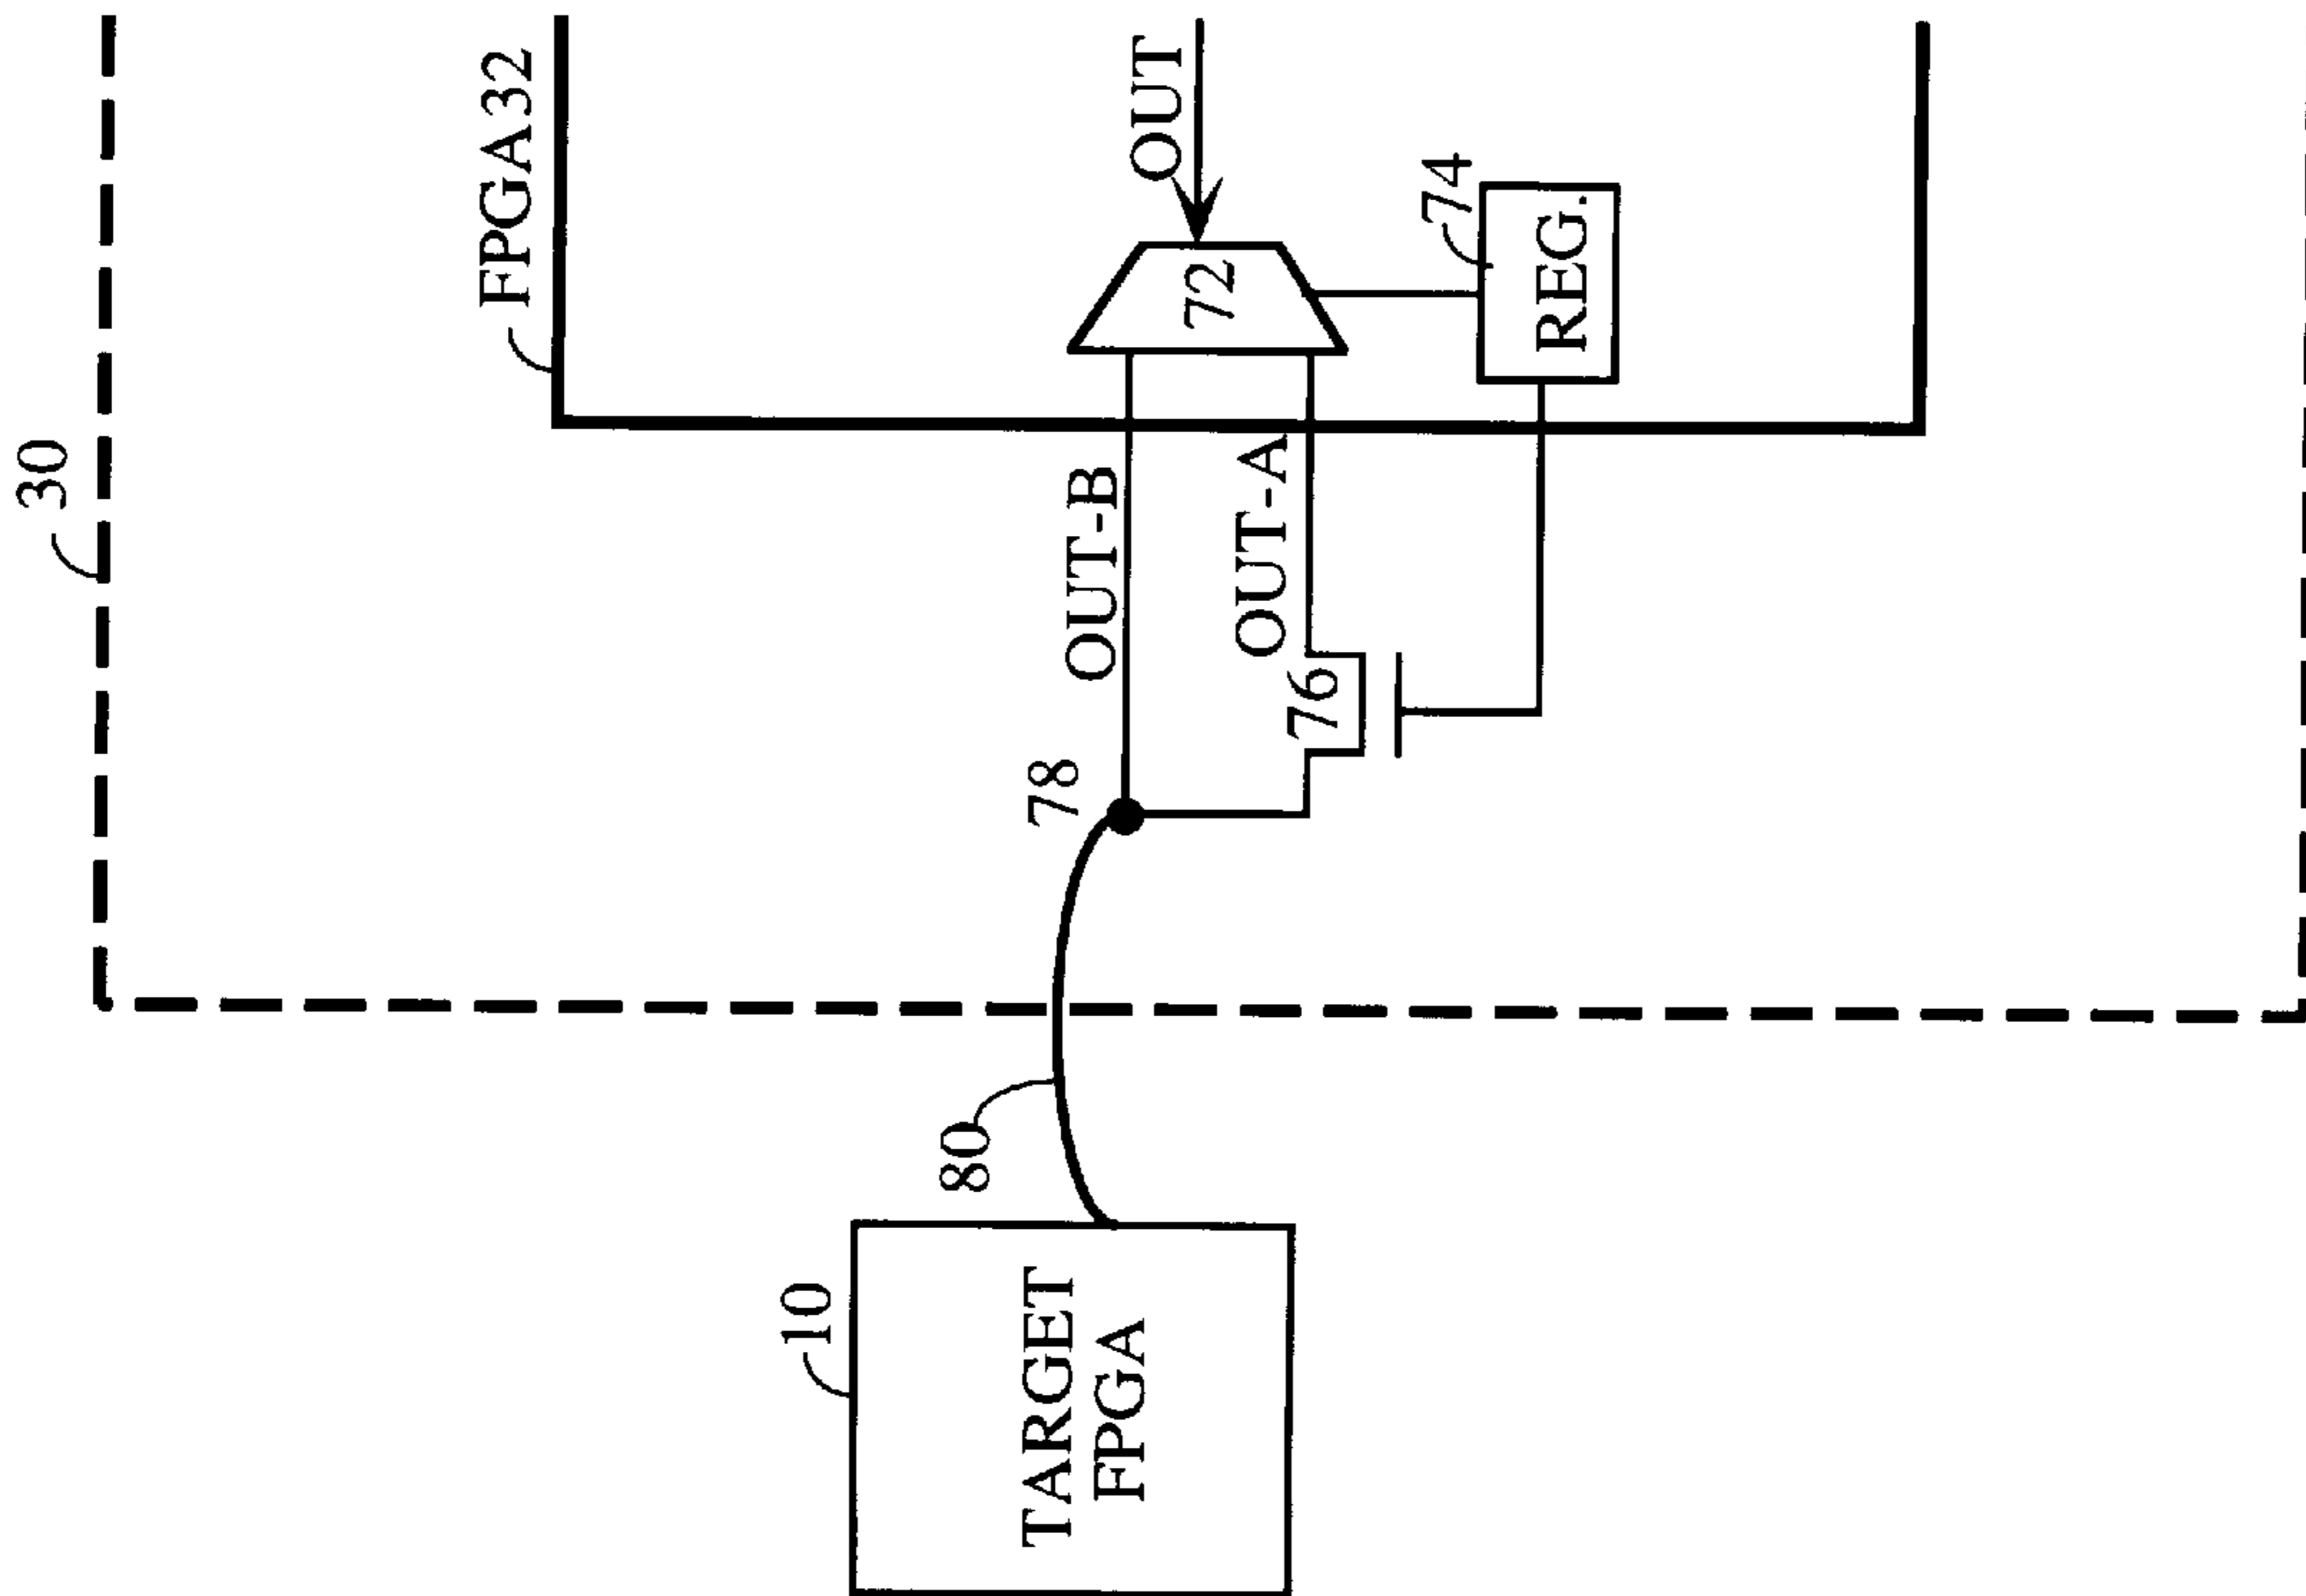 30
FPGA32
OUT
72
74
REG.
OUT-B
OUT-A
76
78
80
10
TARGET
FPGA